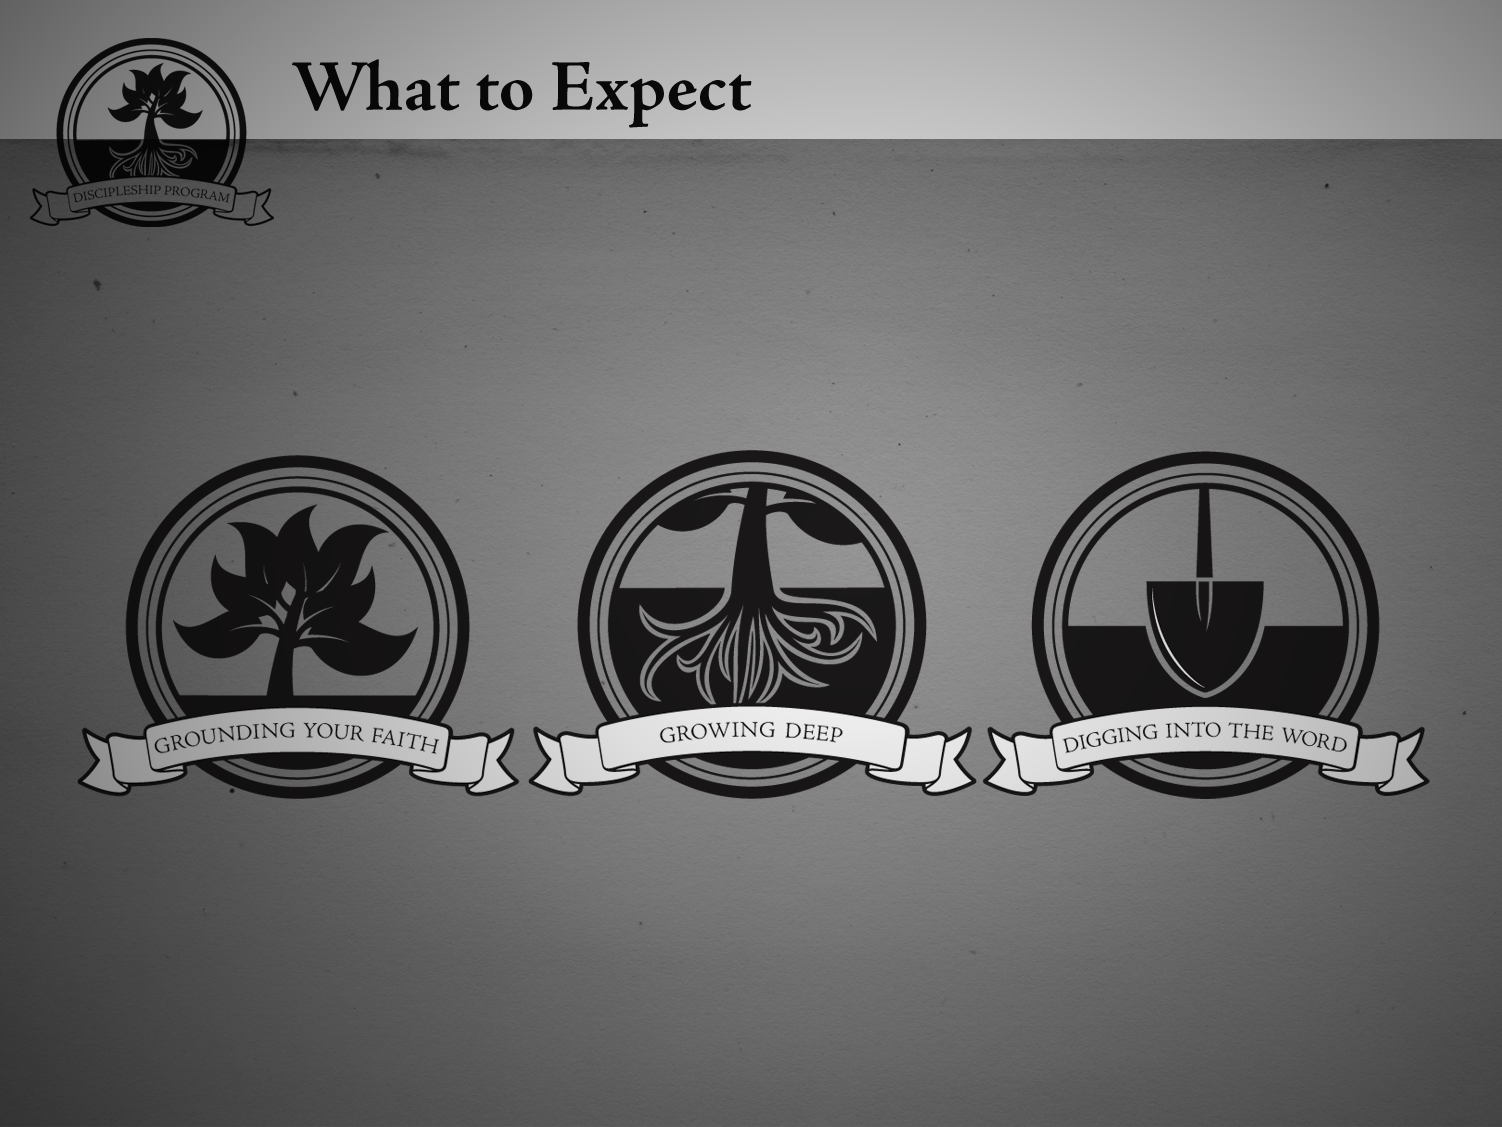 What to Expect
DISCIPLESHIP PROGRAM
GROUNDING YOUR FAITH
GROWING DEEP
DIGGING INTO THE WORD